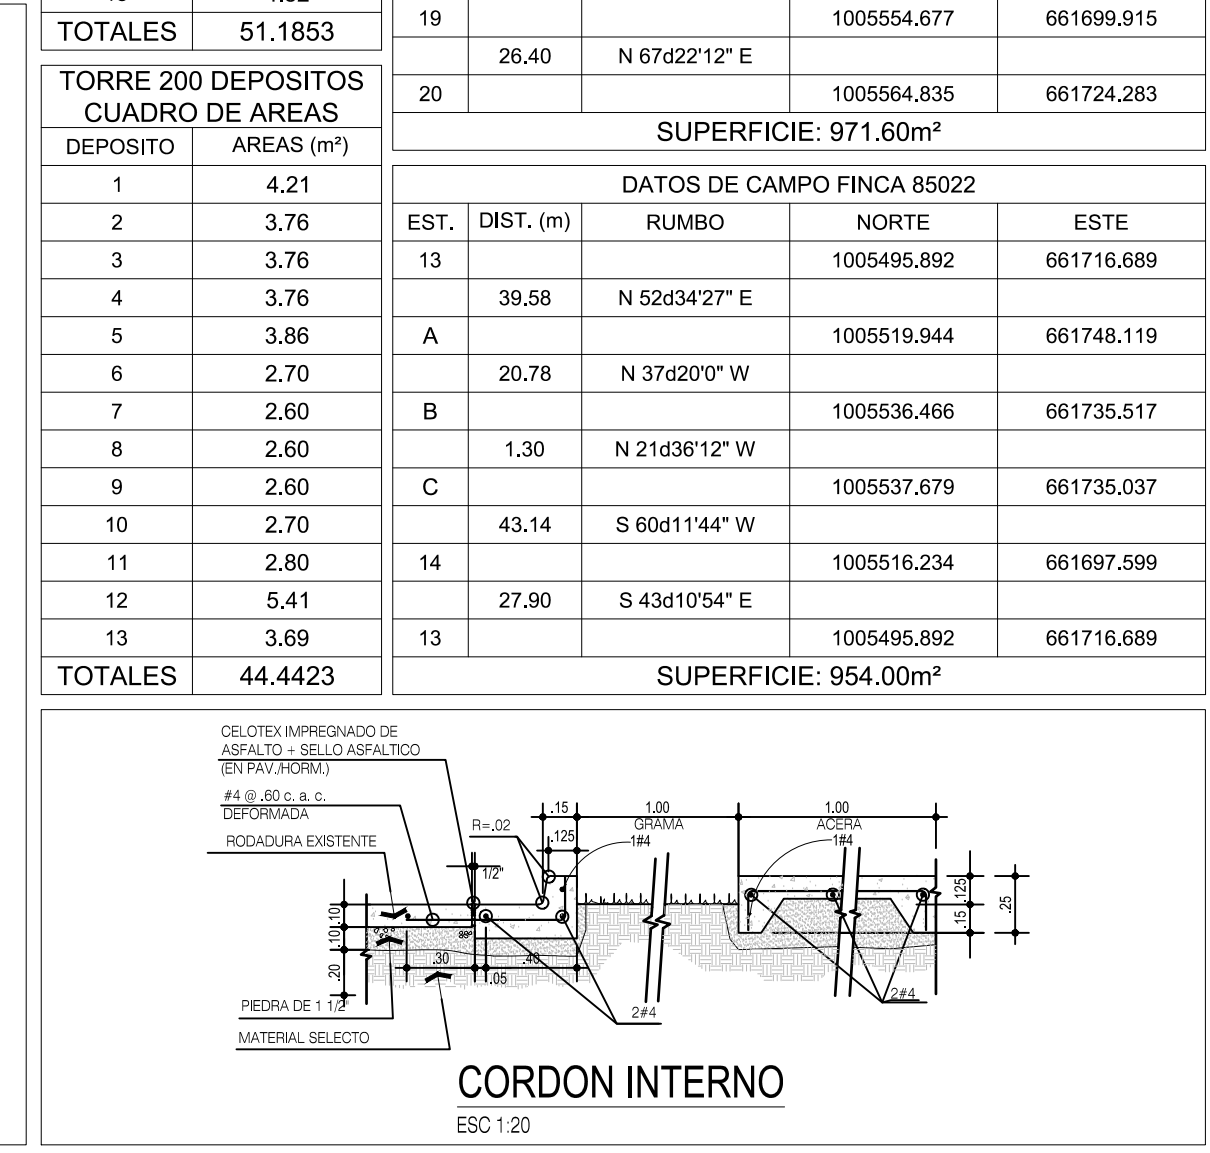 TOTALES 51.1853
TORRE 200 DEPOSITOS
CUADRO DE AREAS
DEPOSITO AREAS (m²)
1 4.21
2 3.76
3 3.76
4 3.76
5 3.86
6 2.70
7 2.60
8 2.60
9 2.60
10 2.70
11 2.80
12 5.41
13 3.69
TOTALES 44.4423
19 1005554.677 661699.915
26.40 N 67d22'12" E
20 1005564.835 661724.283
SUPERFICIE: 971.60m²
DATOS DE CAMPO FINCA 85022
EST. DIST. (m) RUMBO NORTE ESTE
13 1005495.892 661716.689
39.58 N 52d34'27" E
A 1005519.944 661748.119
20.78 N 37d20'0" W
B 1005536.466 661735.517
1.30 N 21d36'12" W
C 1005537.679 661735.037
43.14 S 60d11'44" W
14 1005516.234 661697.599
27.90 S 43d10'54" E
13 1005495.892 661716.689
SUPERFICIE: 954.00m²
CELOTEX IMPREGNADO DE
ASFALTO + SELLO ASFALTICO
(EN PAV./HORM.)
#4 @ .60 c. a. c.
DEFORMADA
RODADURA EXISTENTE
R=.02
.15
1.00
GRAMA
1.00
ACERA
.125
1#4
1#4
1/2"
.10
.10
.20
.30
.05
.40
.125
.15
.25
2#4
2#4
PIEDRA DE 1 1/2"
MATERIAL SELECTO
CORDON INTERNO
ESC 1:20